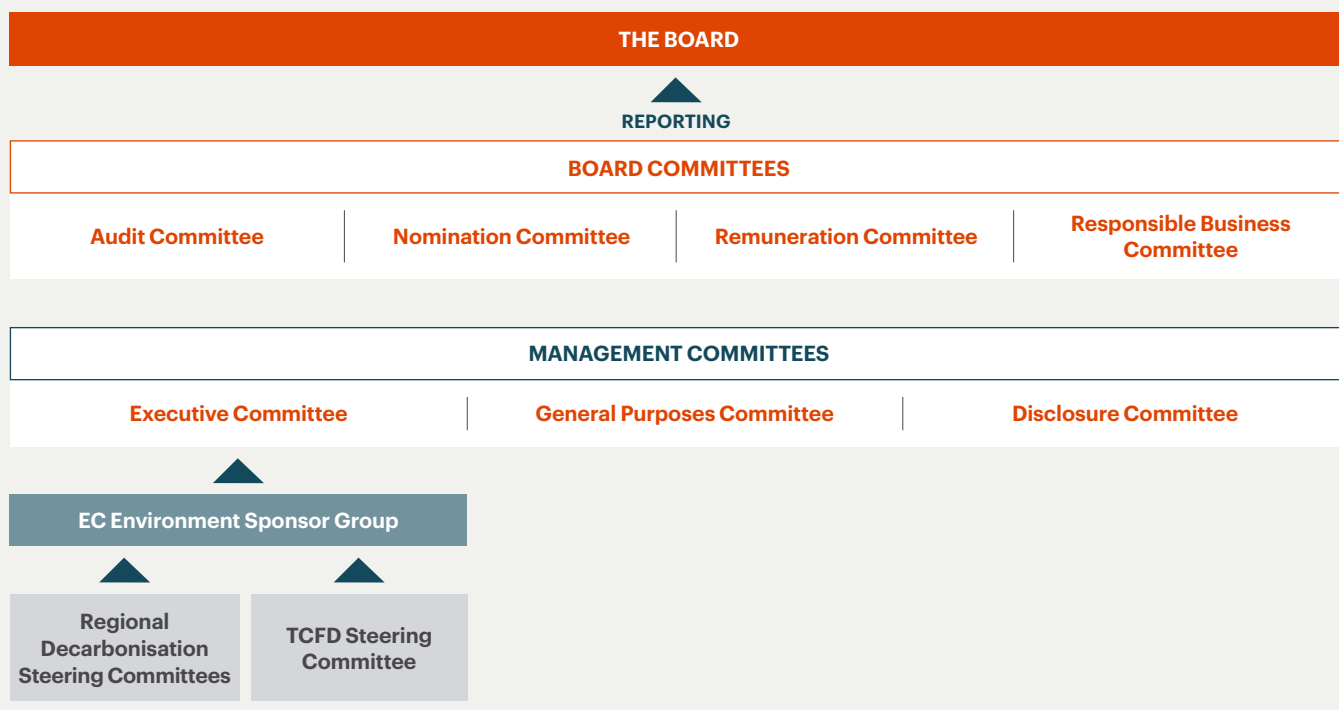 THE BOARD
REPORTING
BOARD COMMITTEES
Audit Committee
Nomination Committee
Remuneration Committee
Responsible Business
Committee
MANAGEMENT COMMITTEES
Executive Committee
General Purposes Committee
Disclosure Committee
EC Environment Sponsor Group
Regional
Decarbonisation
Steering Committees
TCFD Steering
Committee